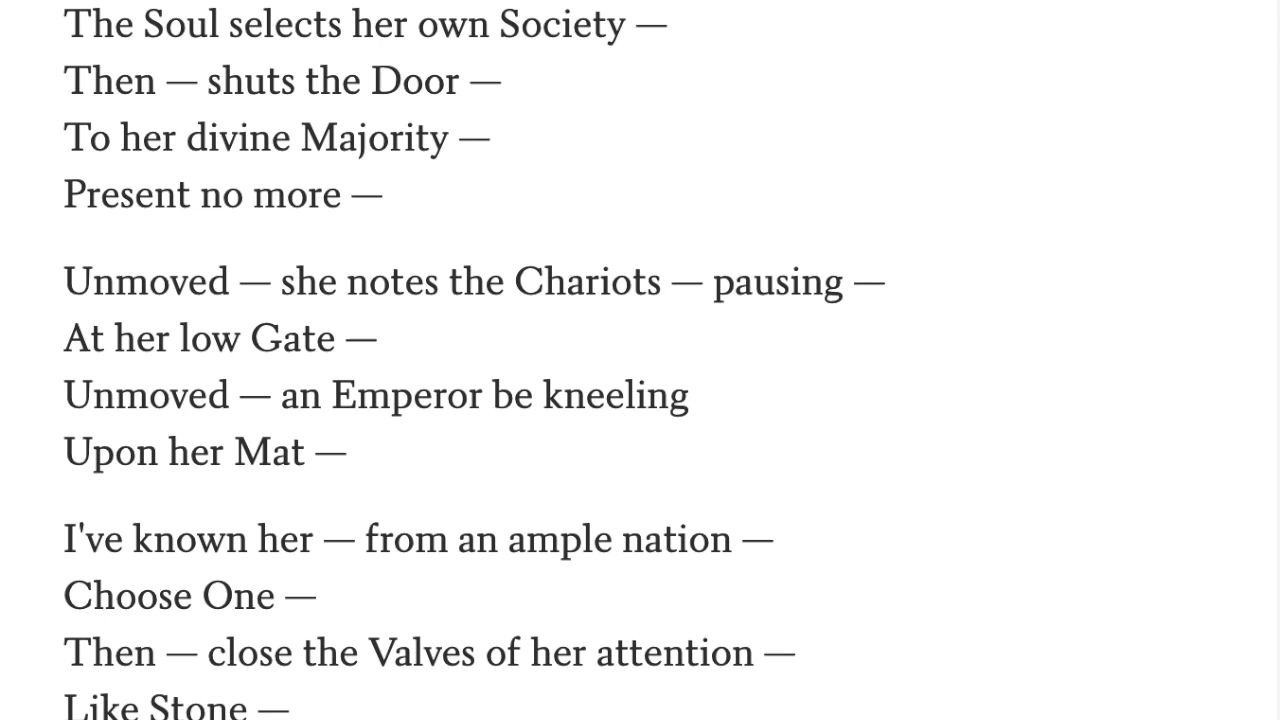 The Soul selects her own Society —
Then — shuts the Door —
To her divine Majority —
Present no more —
Unmoved — she notes the Chariots — pausing —
At her low Gate —
Unmoved — an Emperor be kneeling
Upon her Mat —
I've known her — from an ample nation —
Choose One —
Then — close the Valves of her attention —
Like Stone —